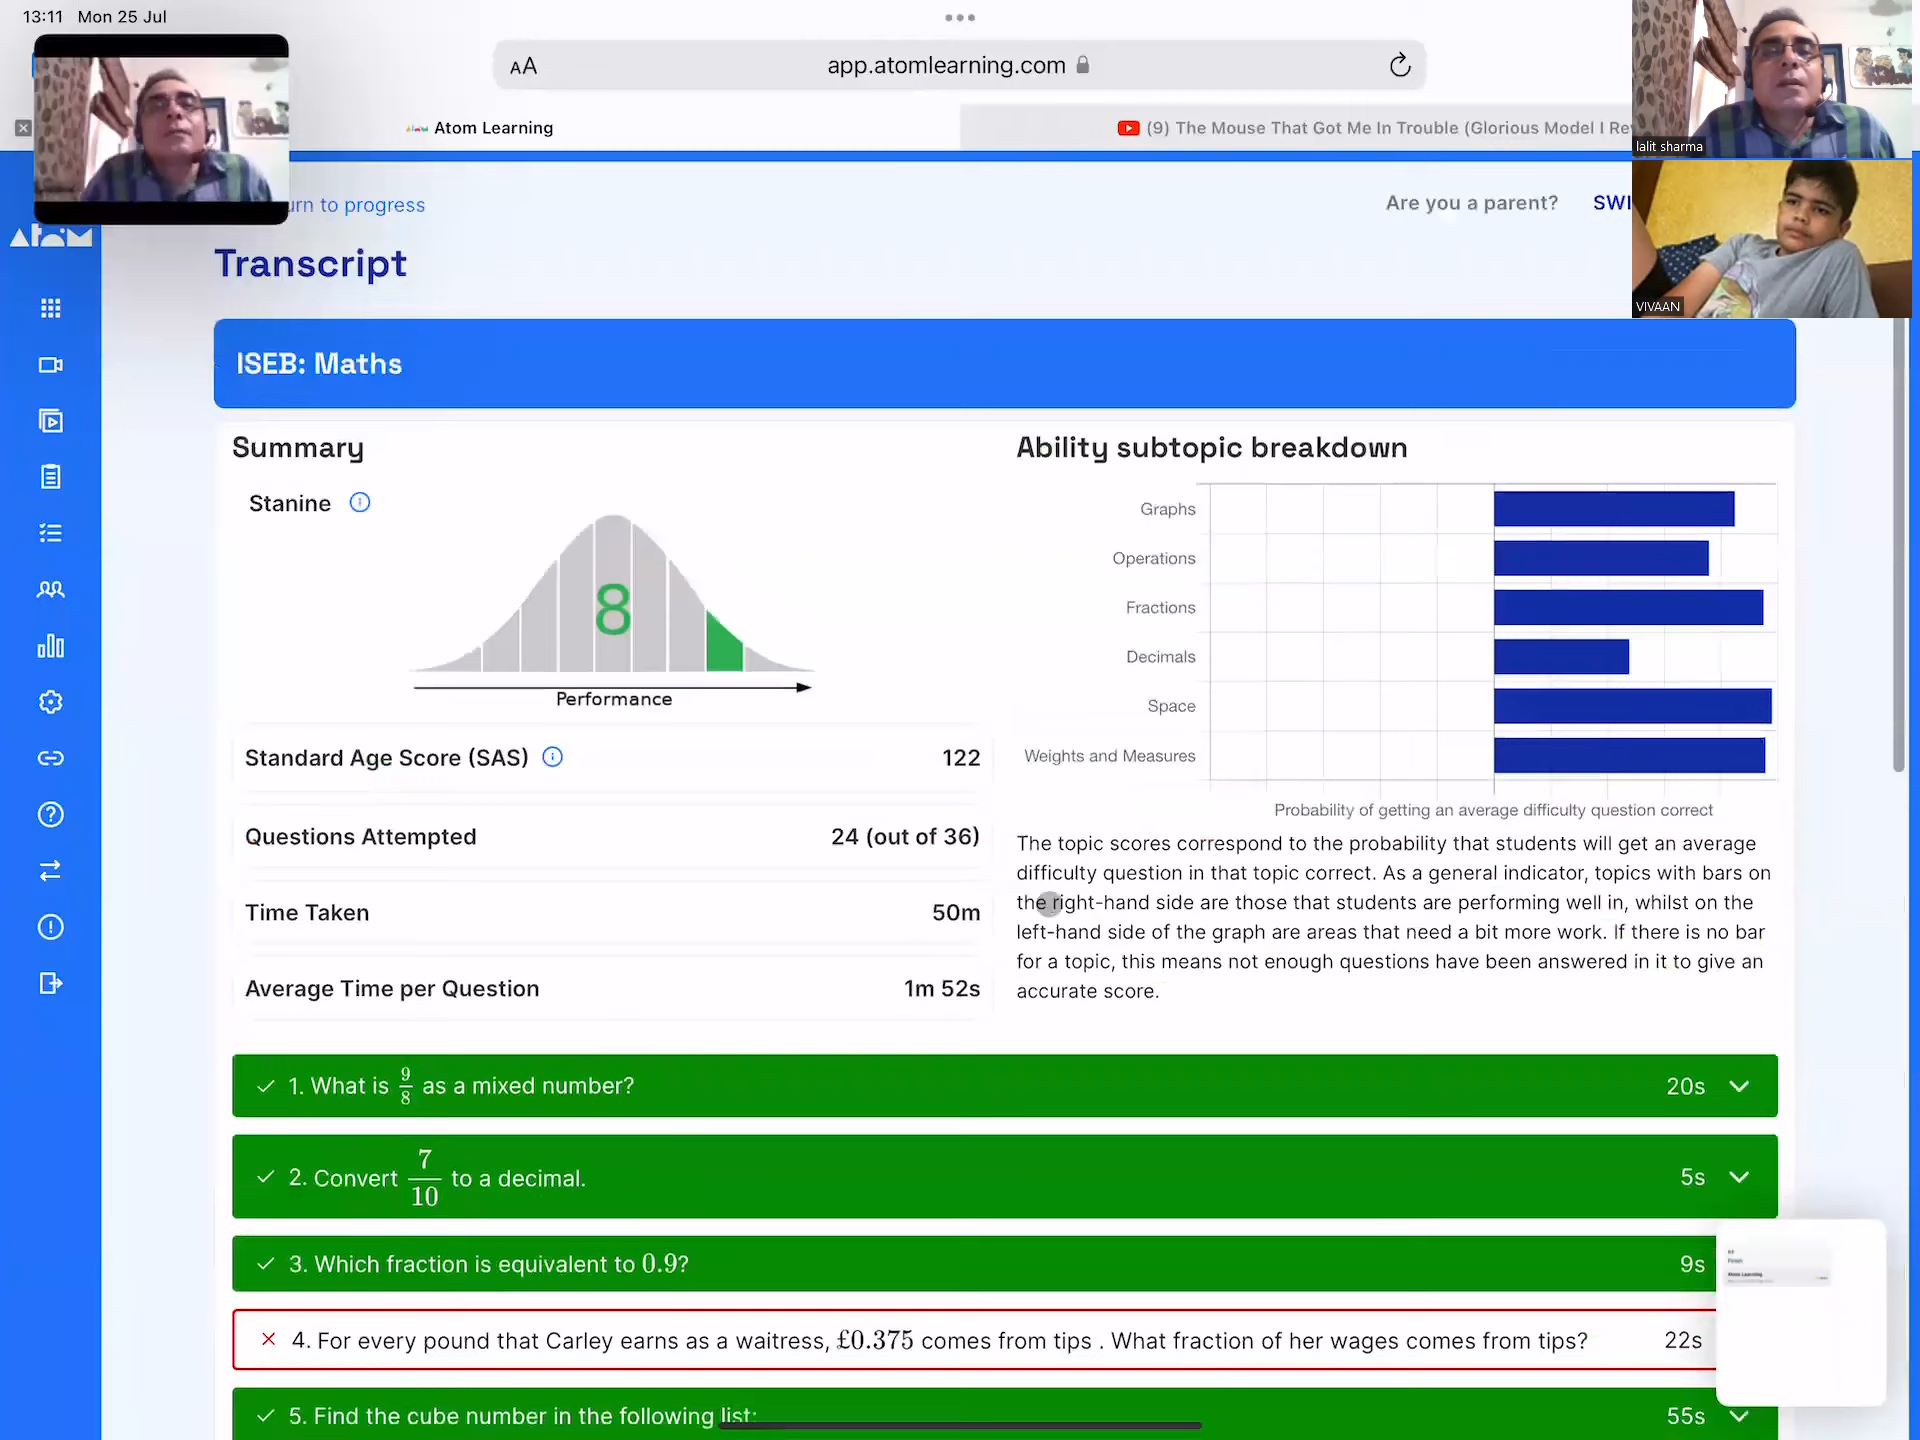 13:11 Mon 25 Jul
AA
app.atomlearning.com
Atom Learning
(9) The Mouse That Got Me In Trouble (Glorious Model I Re
lalit sharma
urn to progress
Are you a parent?
SWI
ATOM
VIVAAN
Transcript
ISEB: Maths
Summary
Stanine
8
Performance
Standard Age Score (SAS)
122
Questions Attempted
24 (out of 36)
Time Taken
50m
Average Time per Question
1m 52s
Ability subtopic breakdown
Graphs
Operations
Fractions
Decimals
Space
Weights and Measures
Probability of getting an average difficulty question correct
The topic scores correspond to the probability that students will get an average
difficulty question in that topic correct. As a general indicator, topics with bars on
the right-hand side are those that students are performing well in, whilst on the
left-hand side of the graph are areas that need a bit more work. If there is no bar
for a topic, this means not enough questions have been answered in it to give an
accurate score.
1. What is 9/8 as a mixed number?
20s
2. Convert 7/10 to a decimal.
5s
3. Which fraction is equivalent to 0.9?
9s
4. For every pound that Carley earns as a waitress, £0.375 comes from tips . What fraction of her wages comes from tips?
22s
5. Find the cube number in the following list:
55s